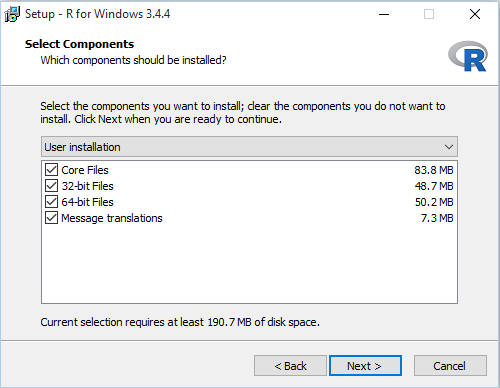 Setup - R for Windows 3.4.4
Select Components
Which components should be installed?
R
Select the components you want to install; clear the components you do not want to
install. Click Next when you are ready to continue.
User installation
Core Files 83.8 MB
32-bit Files 48.7 MB
64-bit Files 50.2 MB
Message translations 7.3 MB
Current selection requires at least 190.7 MB of disk space.
< Back Next > Cancel